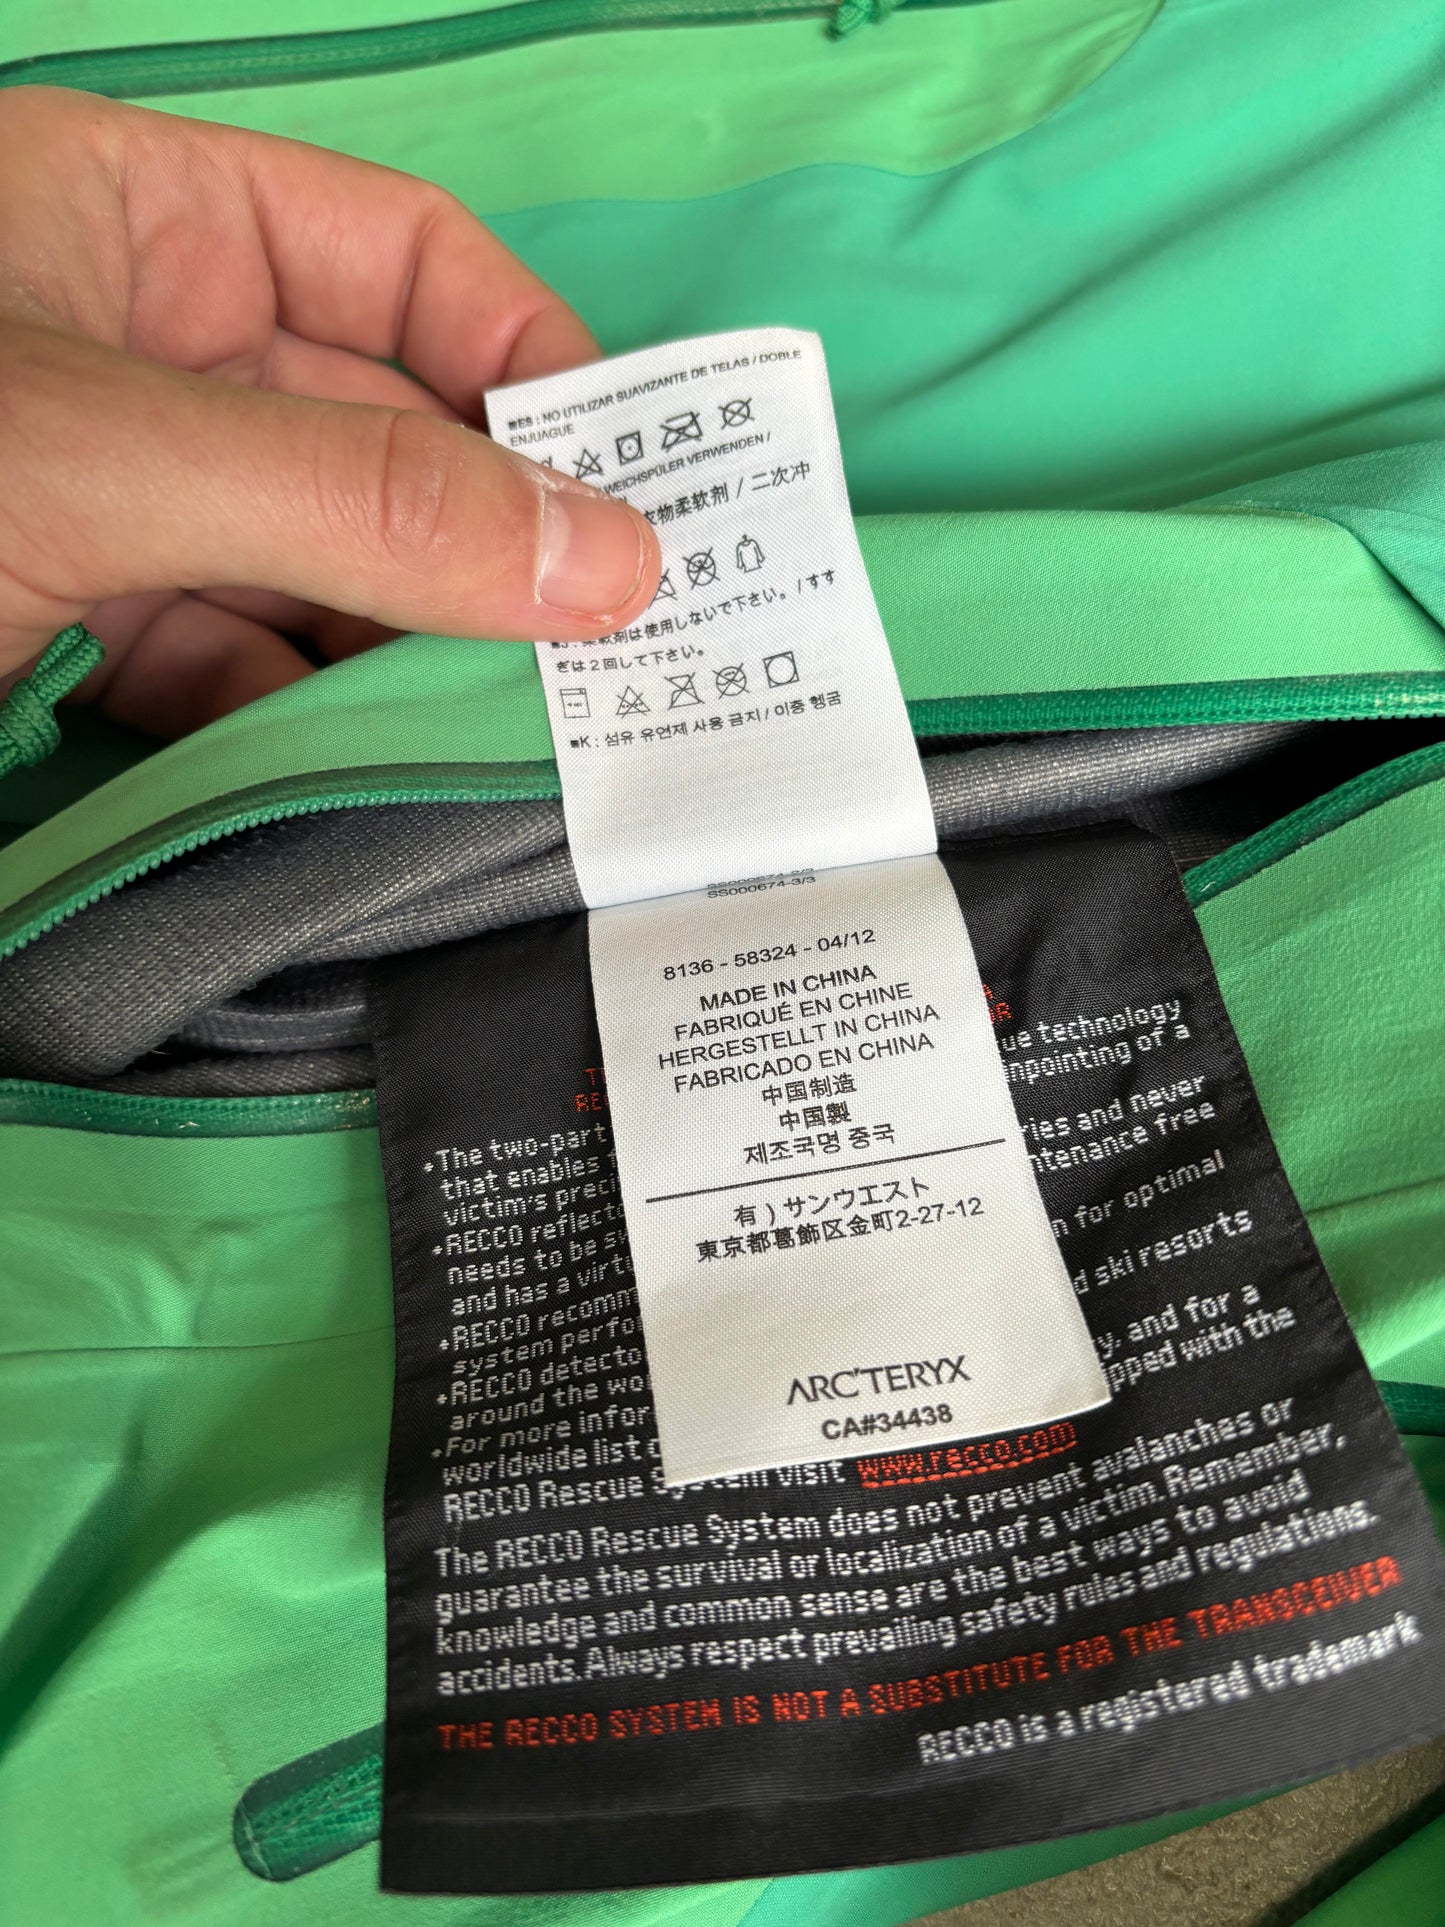 ■ES : NO UTILIZAR SUAVIZANTE DE TELAS / DOBLE
ENJUAGUE
WEICHSPÜLER VERWENDEN /
衣物柔软剂 / 二次冲
■J : 柔軟剤は使用しないで下さい。/ すす
ぎは2回して下さい。
■K : 섬유 유연제 사용 금지 / 이중 헹굼
SS000674-3/3
8136 - 58324 - 04/12
MADE IN CHINA
FABRIQUÉ EN CHINE
HERGESTELLT IN CHINA
FABRICADO EN CHINA
中国制造
中国製
제조국명 중국
有 ) サンウエスト
東京都葛飾区金町2-27-12
ARC'TERYX
CA#34438
ue technology
•The two-part
npointing of a
that enables
victim's preci
ries and never
•RECCO reflecto
ntenance free
needs to be sw
and has a virtu
n for optimal
•RECCO recomm
system perfo
d ski resorts
•RECCO detecto
around the wo
y, and for a
•For more infor
pped with the
worldwide list o
RECCO Rescue System visit www.recco.com
The RECCO Rescue System does not prevent avalanches or
guarantee the survival or localization of a victim. Remember,
knowledge and common sense are the best ways to avoid
accidents. Always respect prevailing safety rules and regulations.
THE RECCO SYSTEM IS NOT A SUBSTITUTE FOR THE TRANSCEIVER
RECCO is a registered trademark